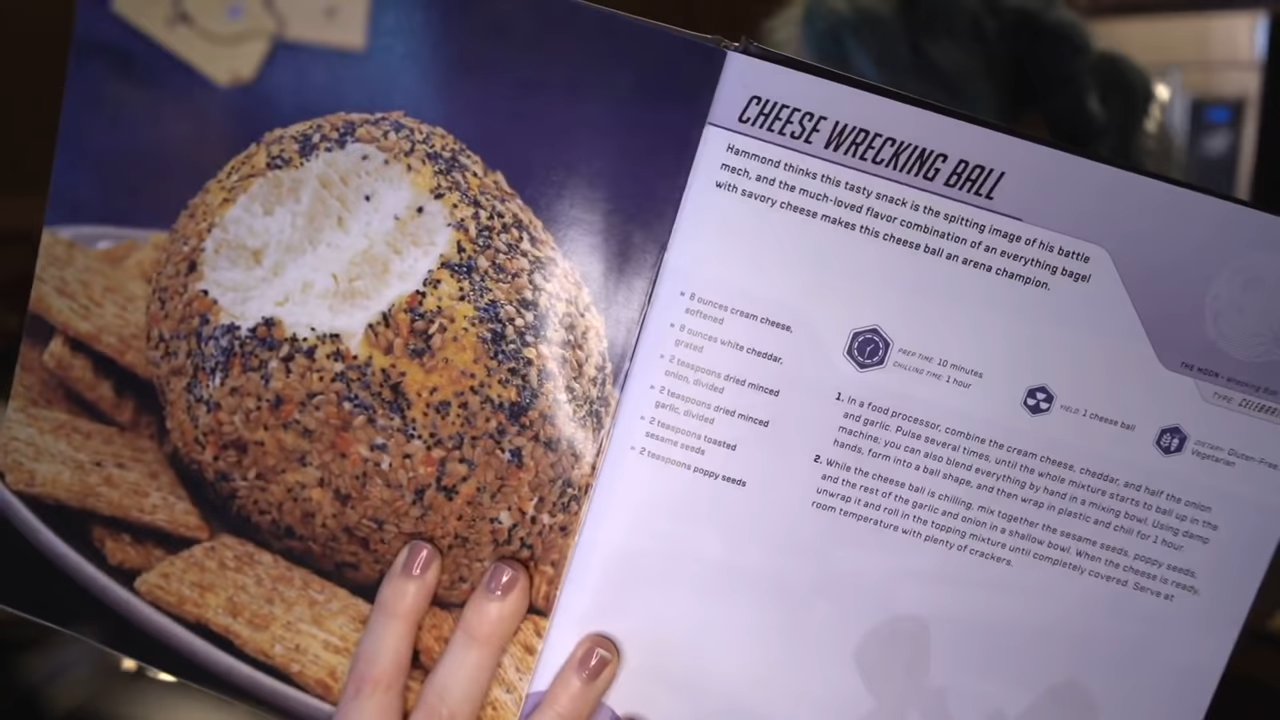 CHEESE WRECKING BALL
Hammond thinks this tasty snack is the spitting image of his battle
mech, and the much-loved flavor combination of an everything bagel
with savory cheese makes this cheese ball an arena champion.
» 8 ounces cream cheese,
softened
» 8 ounces white cheddar,
grated
» 2 teaspoons dried minced
onion, divided
» 2 teaspoons dried minced
garlic, divided
» 2 teaspoons toasted
sesame seeds
» 2 teaspoons poppy seeds
PREP TIME: 10 minutes
CHILLING TIME: 1 hour
YIELD: 1 cheese ball
DIETARY: Gluten-Free
Vegetarian
THE MOON • Wrecking Ball
TYPE:
1. In a food processor, combine the cream cheese, cheddar, and half the onion
and garlic. Pulse several times, until the whole mixture starts to ball up in the
machine; you can also blend everything by hand in a mixing bowl. Using damp
hands, form into a ball shape, and then wrap in plastic and chill for 1 hour.
2. While the cheese ball is chilling, mix together the sesame seeds, poppy seeds,
and the rest of the garlic and onion in a shallow bowl. When the cheese is ready,
unwrap it and roll in the topping mixture until completely covered. Serve at
room temperature with plenty of crackers.